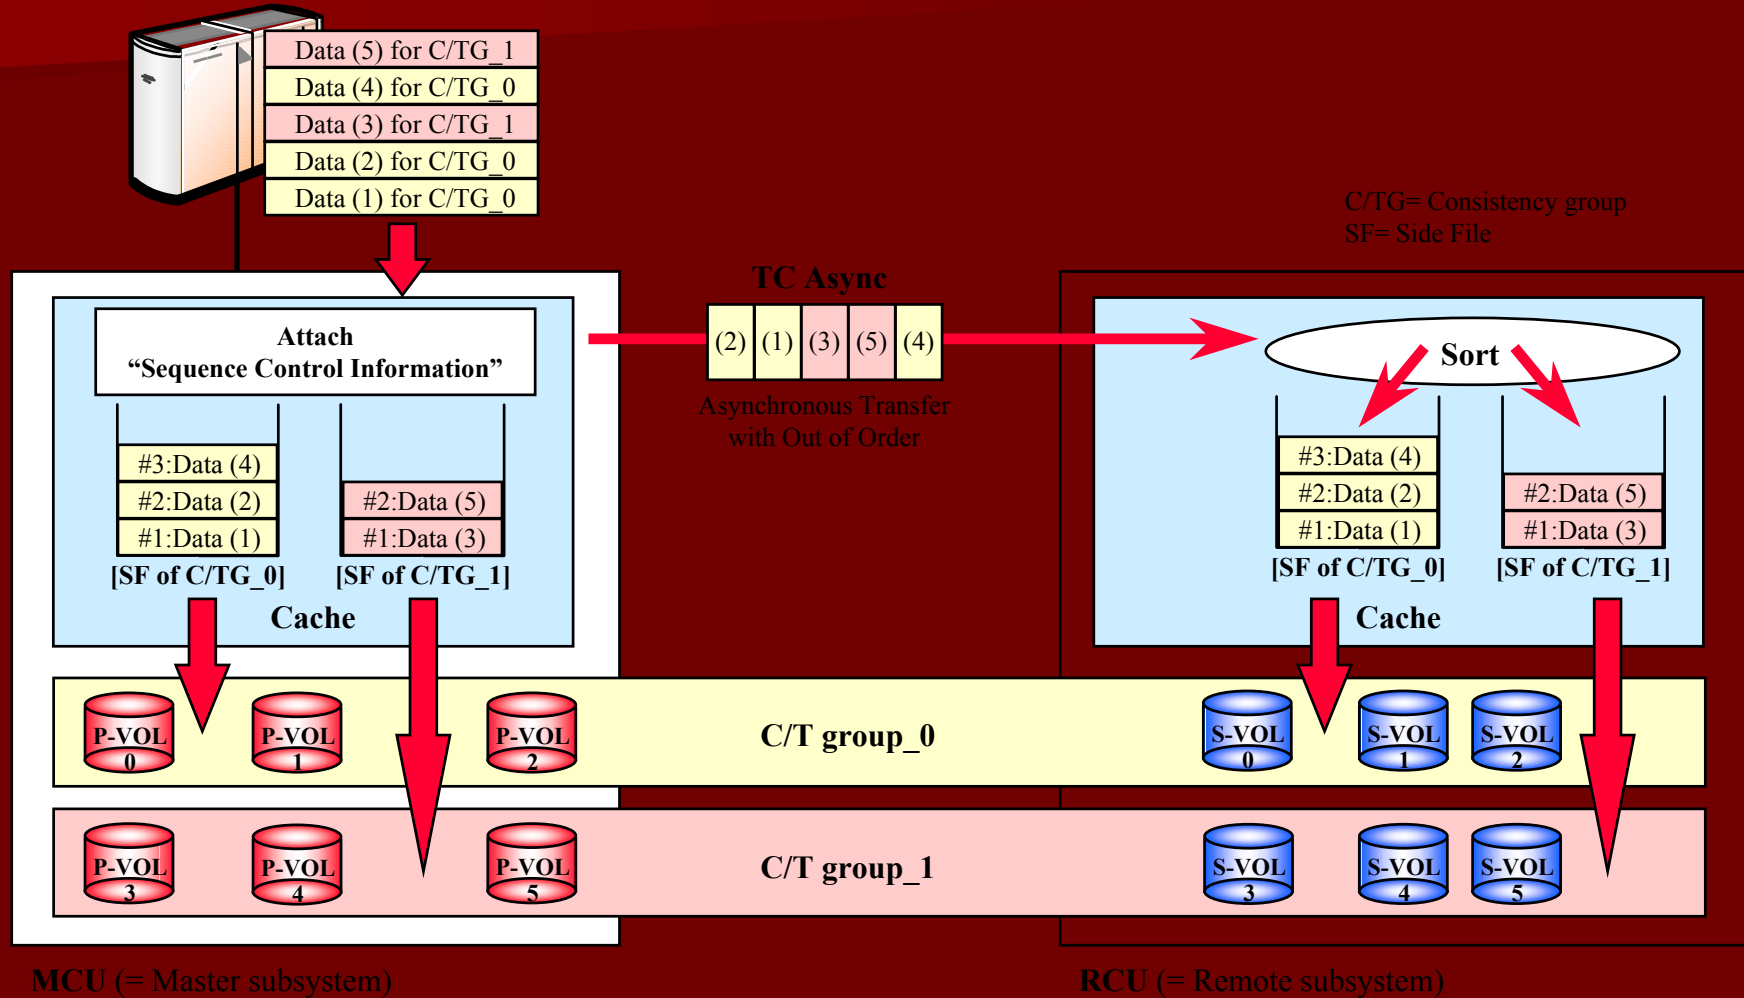 Data (5) for C/TG_1
Data (4) for C/TG_0
Data (3) for C/TG_1
Data (2) for C/TG_0
Data (1) for C/TG_0
C/TG= Consistency group
SF= Side File
TC Async
(2) (1) (3) (5) (4)
Asynchronous Transfer
with Out of Order
Attach
“Sequence Control Information”
#3:Data (4)
#2:Data (2)
#1:Data (1)
[SF of C/TG_0]
#2:Data (5)
#1:Data (3)
[SF of C/TG_1]
Cache
Sort
#3:Data (4)
#2:Data (2)
#1:Data (1)
[SF of C/TG_0]
#2:Data (5)
#1:Data (3)
[SF of C/TG_1]
Cache
P-VOL
0
P-VOL
1
P-VOL
2
C/T group_0
S-VOL
0
S-VOL
1
S-VOL
2
P-VOL
3
P-VOL
4
P-VOL
5
C/T group_1
S-VOL
3
S-VOL
4
S-VOL
5
MCU (= Master subsystem)
RCU (= Remote subsystem)